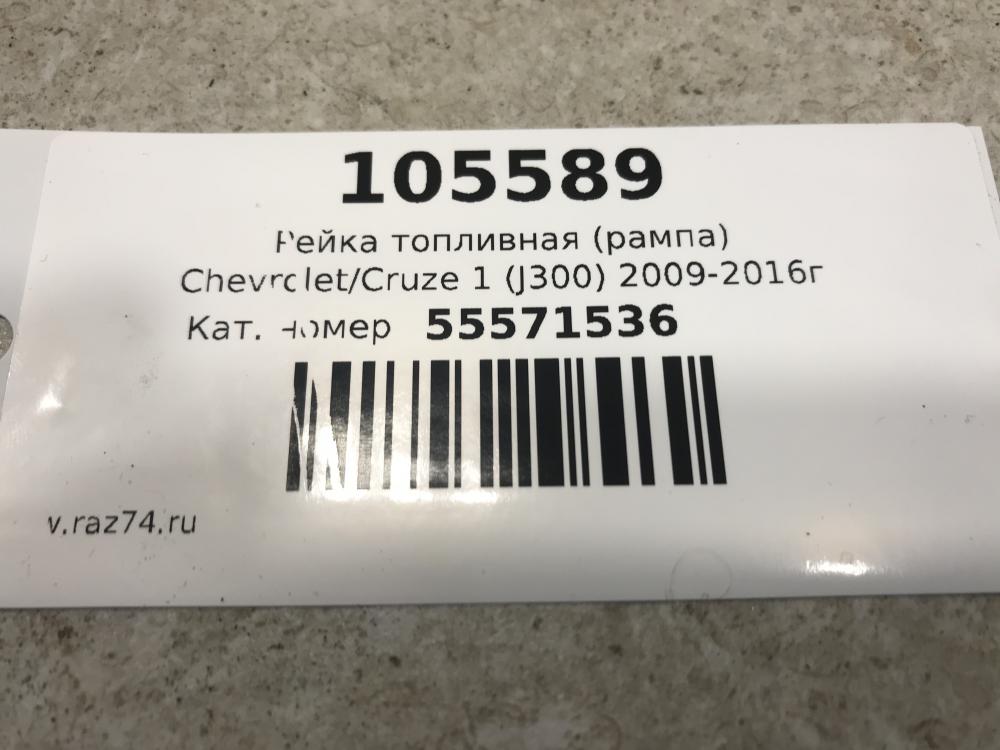 105589
Рейка топливная (рампа)
Chevrolet/Cruze 1 (J300) 2009-2016г
Кат. номер 55571536
v.raz74.ru